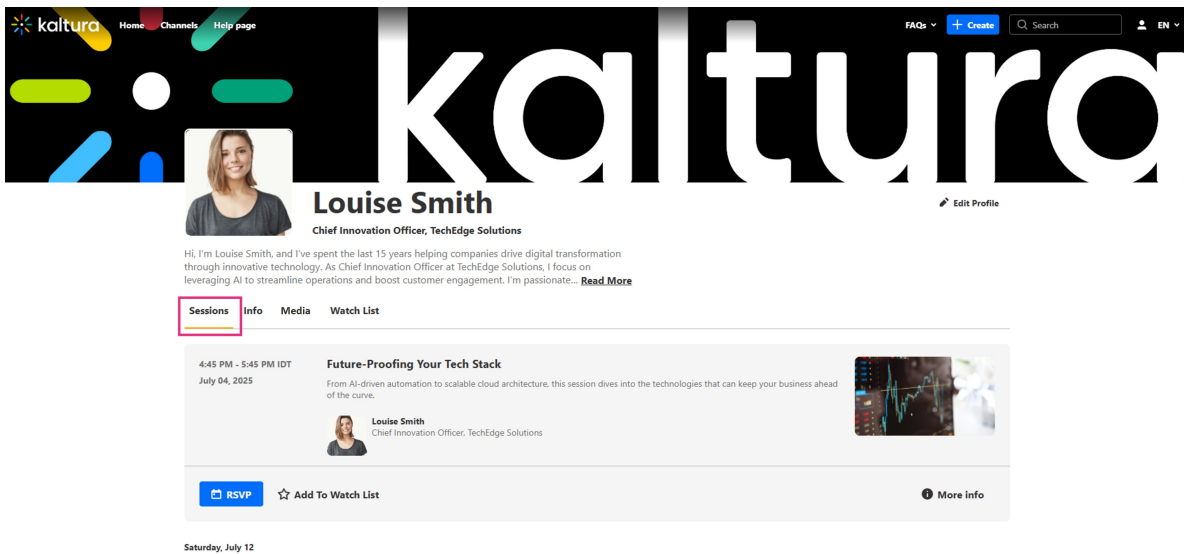 kaltura Home Channels Help page FAQs + Create Search EN
kaltura
Louise Smith
Edit Profile
Chief Innovation Officer, TechEdge Solutions
Hi, I'm Louise Smith, and I've spent the last 15 years helping companies drive digital transformation
through innovative technology. As Chief Innovation Officer at TechEdge Solutions, I focus on
leveraging AI to streamline operations and boost customer engagement. I'm passionate... Read More
Sessions Info Media Watch List
4:45 PM - 5:45 PM IDT
July 04, 2025
Future-Proofing Your Tech Stack
From AI-driven automation to scalable cloud architecture, this session dives into the technologies that can keep your business ahead
of the curve.
Louise Smith
Chief Innovation Officer, TechEdge Solutions
RSVP Add To Watch List More info
Saturday, July 12